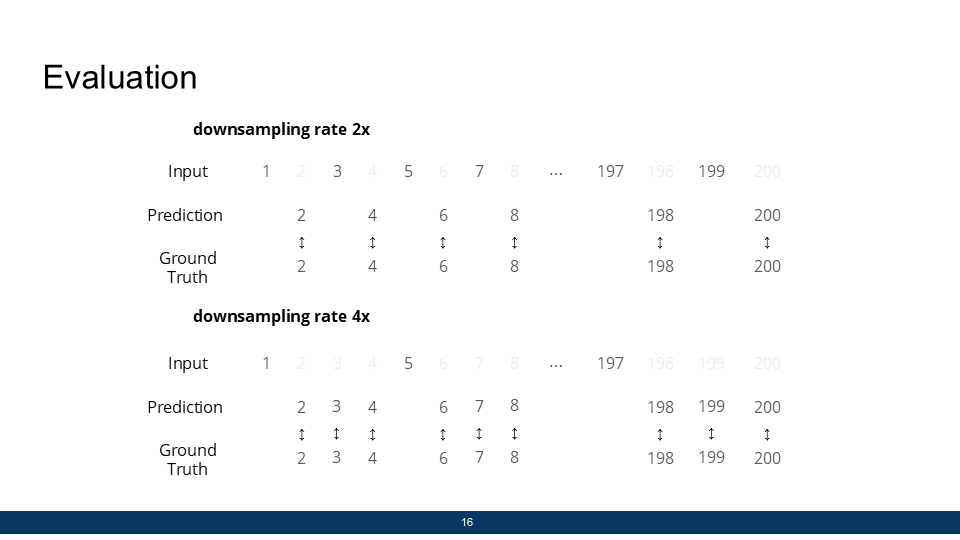 Evaluation
downsampling rate 2x
Input 1 2 3 4 5 6 7 8 ... 197 198 199 200
Prediction 2 4 6 8 198 200
↕ ↕ ↕ ↕ ↕ ↕
Ground
Truth
2 4 6 8 198 200
downsampling rate 4x
Input 1 2 3 4 5 6 7 8 ... 197 198 199 200
Prediction 2 3 4 6 7 8 198 199 200
↕ ↕ ↕ ↕ ↕ ↕ ↕ ↕ ↕
Ground
Truth
2 3 4 6 7 8 198 199 200
16